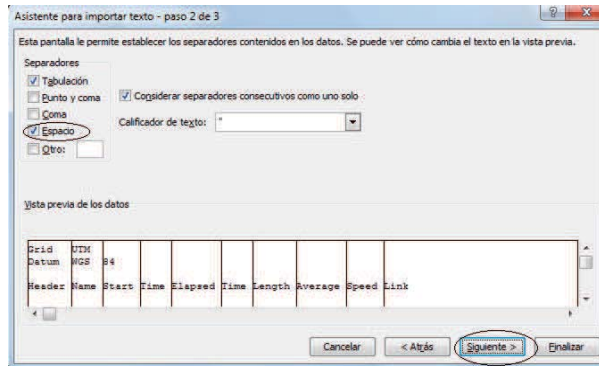 Asistente para importar texto - paso 2 de 3
Esta pantalla le permite establecer los separadores contenidos en los datos. Se puede ver cómo cambia el texto en la vista previa.
Separadores
Tabulación
Punto y coma
Coma
Espacio
Otro:
Considerar separadores consecutivos como uno solo
Calificador de texto: "
Vista previa de los datos
Grid UTM
Datum WGS 84
Header Name Start Time Elapsed Time Length Average Speed Link
Cancelar < Atrás Siguiente > Finalizar